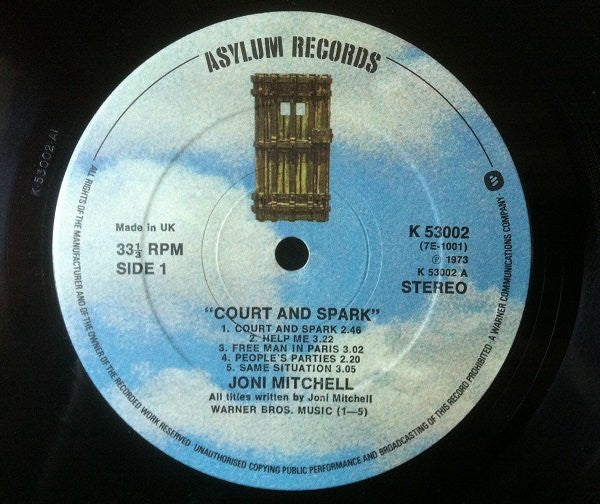 ASYLUM RECORDS
K·53002·A1
Made in UK
33⅓ RPM
SIDE 1
K 53002
(7E-1001)
℗ 1973
K 53002 A
STEREO
"COURT AND SPARK"
1. COURT AND SPARK 2.46
2. HELP ME 3.22
3. FREE MAN IN PARIS 3.02
4. PEOPLE'S PARTIES 2.20
5. SAME SITUATION 3.05
JONI MITCHELL
All titles written by Joni Mitchell
WARNER BROS. MUSIC (1—5)
ALL RIGHTS OF THE MANUFACTURER AND OF THE OWNER OF THE RECORDED WORK RESERVED · UNAUTHORISED COPYING PUBLIC PERFORMANCE AND BROADCASTING OF THIS RECORD PROHIBITED · A WARNER COMMUNICATIONS COMPANY·